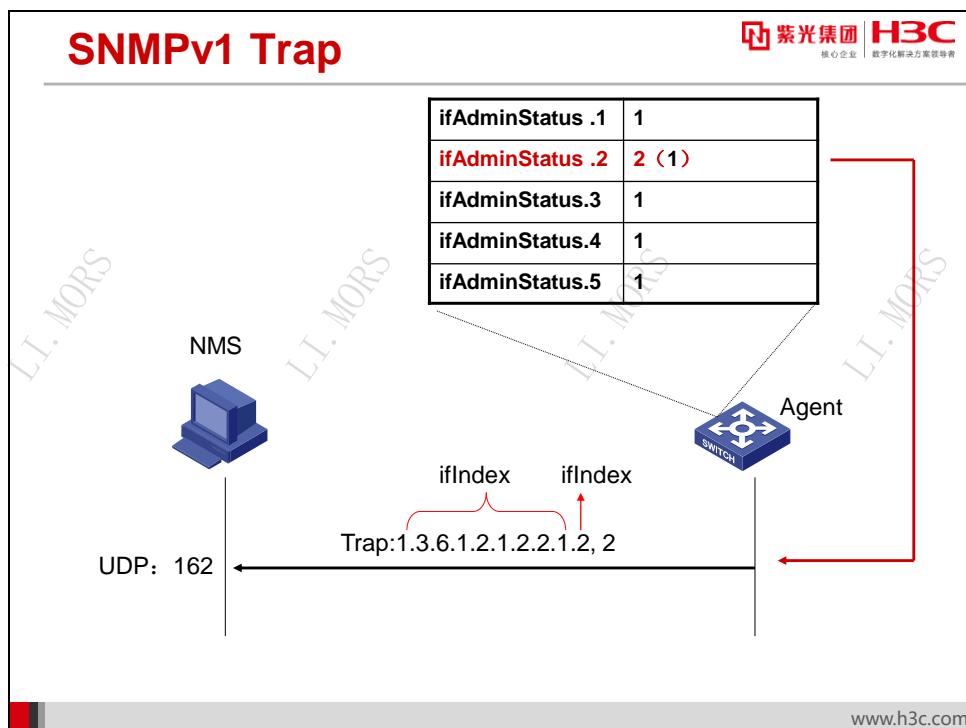 SNMPv1 Trap
紫光集团
核心企业
H3C
数字化解决方案领导者
ifAdminStatus .1 1
ifAdminStatus .2 2（1）
ifAdminStatus.3 1
ifAdminStatus.4 1
ifAdminStatus.5 1
LI. MORS
LI. MORS
LI. MORS
LI. MORS
NMS
Agent
SWITCH
ifIndex ifIndex
Trap:1.3.6.1.2.1.2.2.1.2, 2
UDP：162
www.h3c.com